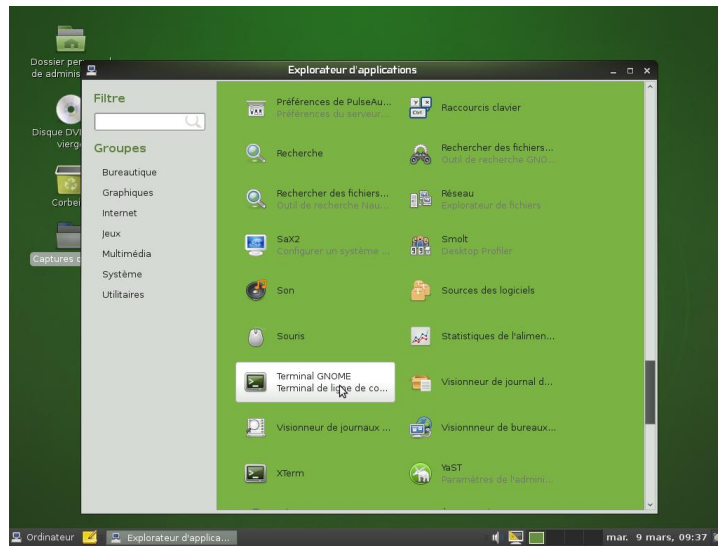 Dossier per
de adminis
Disque DV
vierg
Corbei
Captures d
Explorateur d'applications
Filtre
Groupes
Bureautique
Graphiques
Internet
Jeux
Multimédia
Système
Utilitaires
Préférences de PulseAu...
Préférences du serveur...
Raccourcis clavier
Recherche
Rechercher des fichiers...
Outil de recherche GNO...
Rechercher des fichiers...
Outil de recherche Nau...
Réseau
Explorateur de fichiers
SaX2
Configurer un système ...
Smolt
Desktop Profiler
Son
Sources des logiciels
Souris
Statistiques de l'alimen...
Terminal GNOME
Terminal de ligne de co...
Visionneur de journal d...
Visionneur de journaux ...
Visionnneur de bureaux...
XTerm
YaST
Paramètres de l'admini...
Ordinateur
Explorateur d'applica...
mar. 9 mars, 09:37